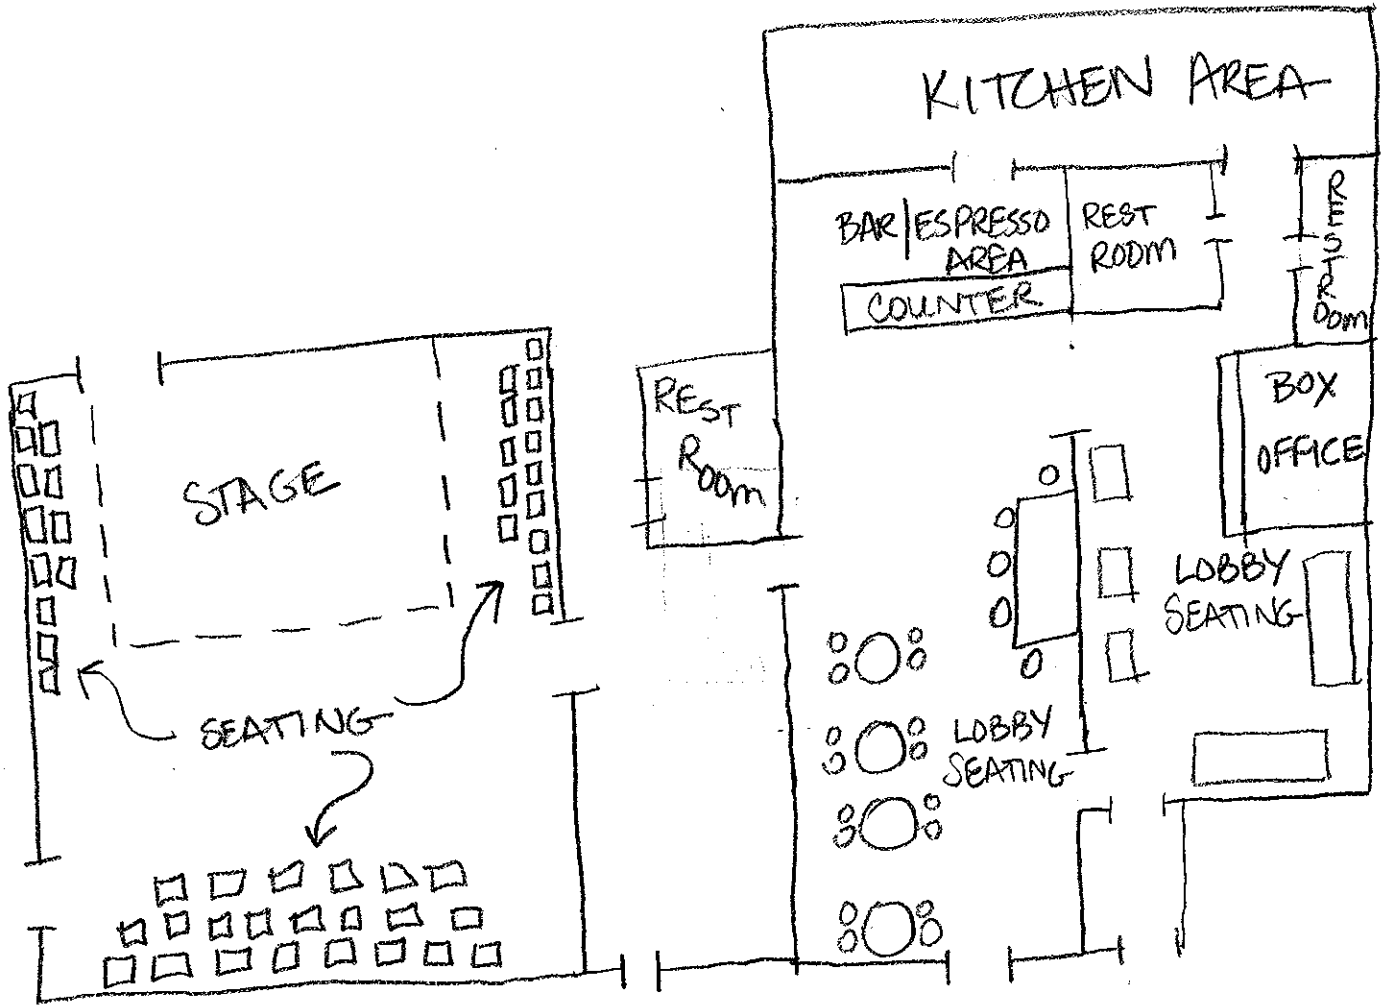 KITCHEN AREA
BAR/ESPRESSO
AREA
COUNTER
REST
ROOM
RESTROOM
BOX
OFFICE
REST
ROOM
STAGE
SEATING
LOBBY
SEATING
LOBBY
SEATING